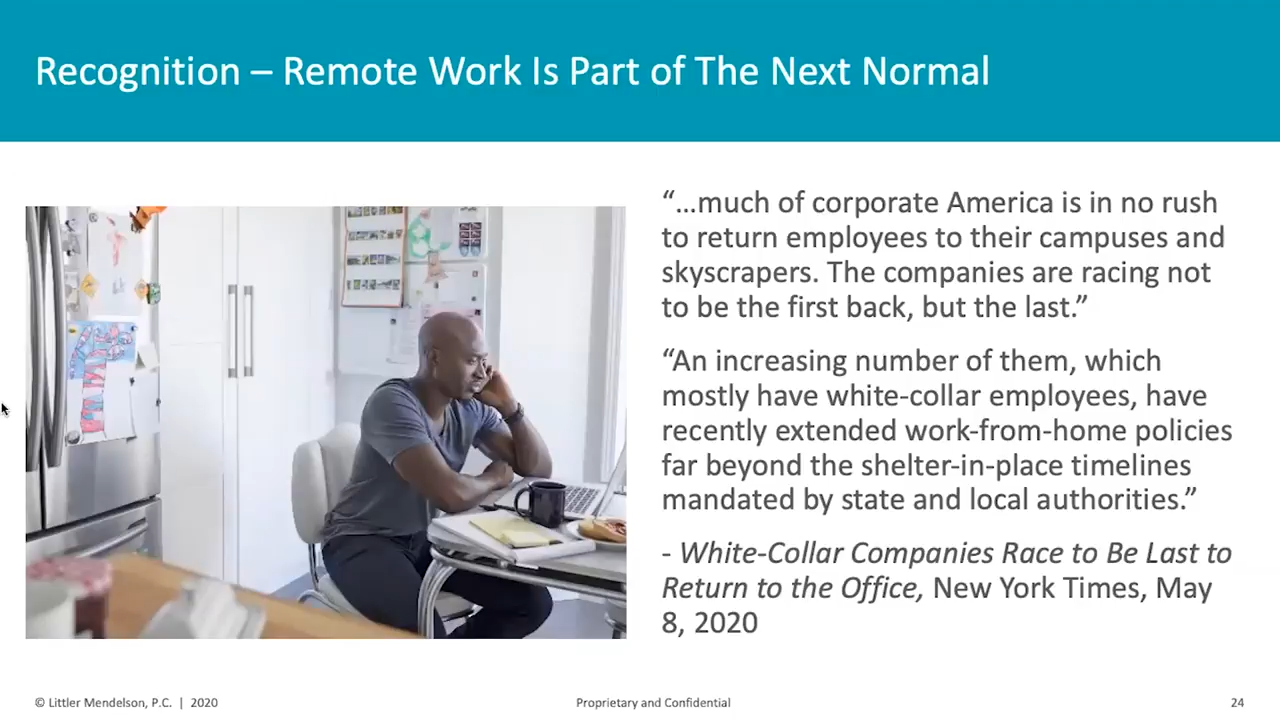 Recognition – Remote Work Is Part of The Next Normal
“…much of corporate America is in no rush
to return employees to their campuses and
skyscrapers. The companies are racing not
to be the first back, but the last.”
“An increasing number of them, which
mostly have white-collar employees, have
recently extended work-from-home policies
far beyond the shelter-in-place timelines
mandated by state and local authorities.”
- White-Collar Companies Race to Be Last to
Return to the Office, New York Times, May
8, 2020
© Littler Mendelson, P.C. | 2020
Proprietary and Confidential
24